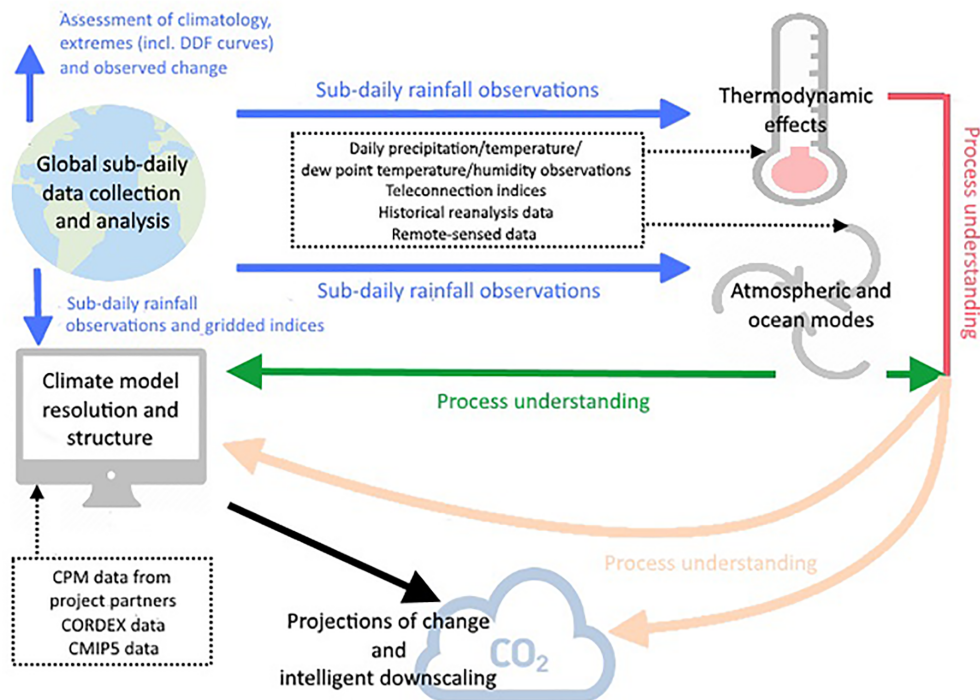 Assessment of climatology,
extremes (incl. DDF curves)
and observed change
Global sub-daily
data collection
and analysis
Sub-daily rainfall observations
Daily precipitation/temperature/
dew point temperature/humidity observations
Teleconnection indices
Historical reanalysis data
Remote-sensed data
Sub-daily rainfall observations
Thermodynamic
effects
Process understanding
Atmospheric and
ocean modes
Sub-daily rainfall
observations and gridded indices
Climate model
resolution and
structure
Process understanding
Process understanding
CPM data from
project partners
CORDEX data
CMIP5 data
Projections of change
and
intelligent downscaling
CO2